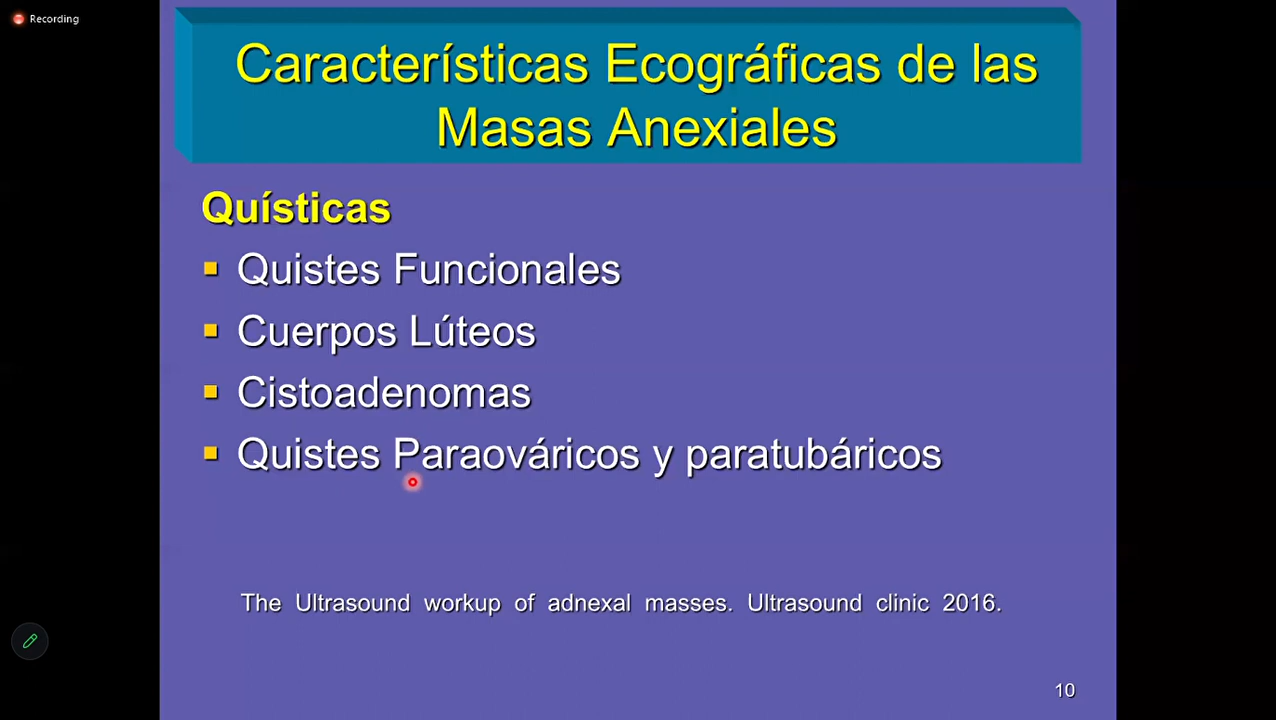 Recording
Características Ecográficas de las
Masas Anexiales
Quísticas
Quistes Funcionales
Cuerpos Lúteos
Cistoadenomas
Quistes Paraováricos y paratubáricos
The Ultrasound workup of adnexal masses. Ultrasound clinic 2016.
10